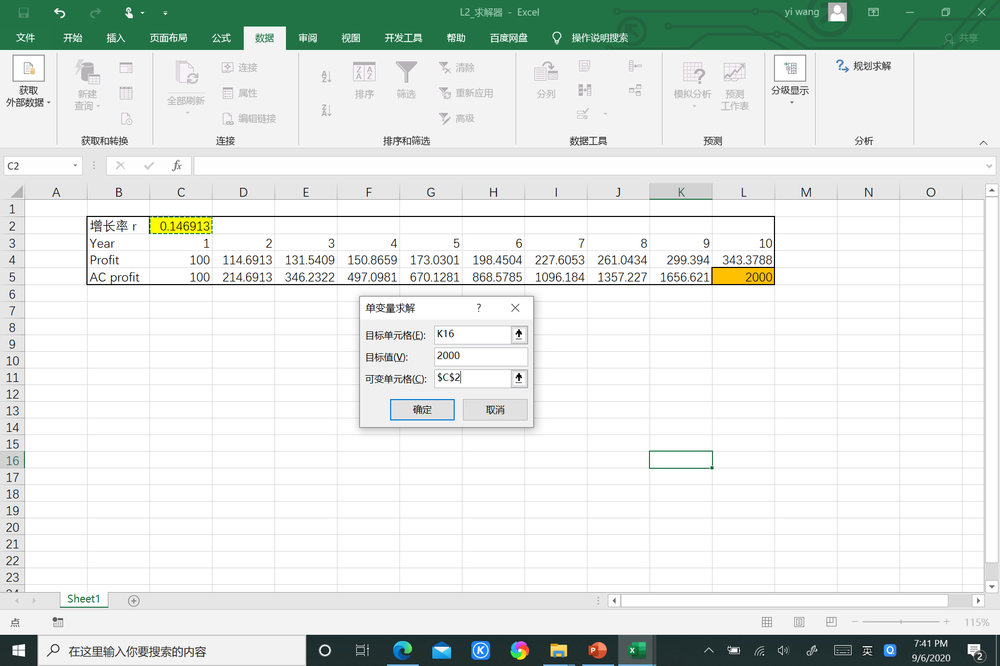 L2_求解器 - Excel
yi wang
文件 开始 插入 页面布局 公式 数据 审阅 视图 开发工具 帮助 百度网盘 操作说明搜索 共享
获取
外部数据
新建
查询
全部刷新
连接
属性
编辑链接
排序
筛选
清除
重新应用
高级
分列
模拟分析
预测
工作表
分级显示
规划求解
获取和转换 连接 排序和筛选 数据工具 预测 分析
C2 fx
A B C D E F G H I J K L M N O
1
2 增长率 r 0.146913
3 Year 1 2 3 4 5 6 7 8 9 10
4 Profit 100 114.6913 131.5409 150.8659 173.0301 198.4504 227.6053 261.0434 299.394 343.3788
5 AC profit 100 214.6913 346.2322 497.0981 670.1281 868.5785 1096.184 1357.227 1656.621 2000
6
7
8
9
10
11
12
13
14
15
16
17
18
19
20
21
22
23
24
单变量求解 ?
目标单元格(E): K16
目标值(V): 2000
可变单元格(C): $C$2
确定 取消
Sheet1
点
115%
在这里输入你要搜索的内容
英
7:41 PM
9/6/2020
2